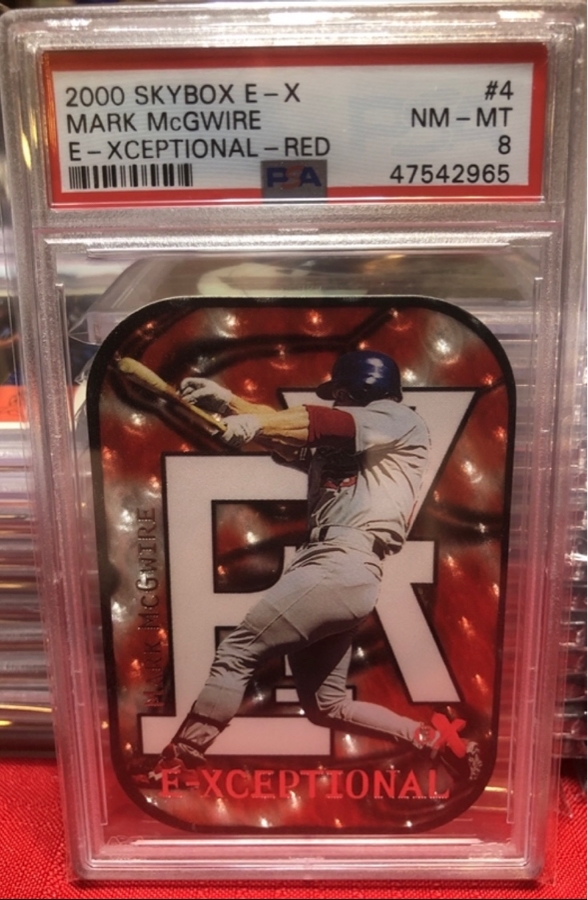 2000 SKYBOX E-X #4
MARK McGWIRE NM-MT
E-XCEPTIONAL-RED 8
PSA 47542965
MARK MCGWIRE
EX
E-XCEPTIONAL